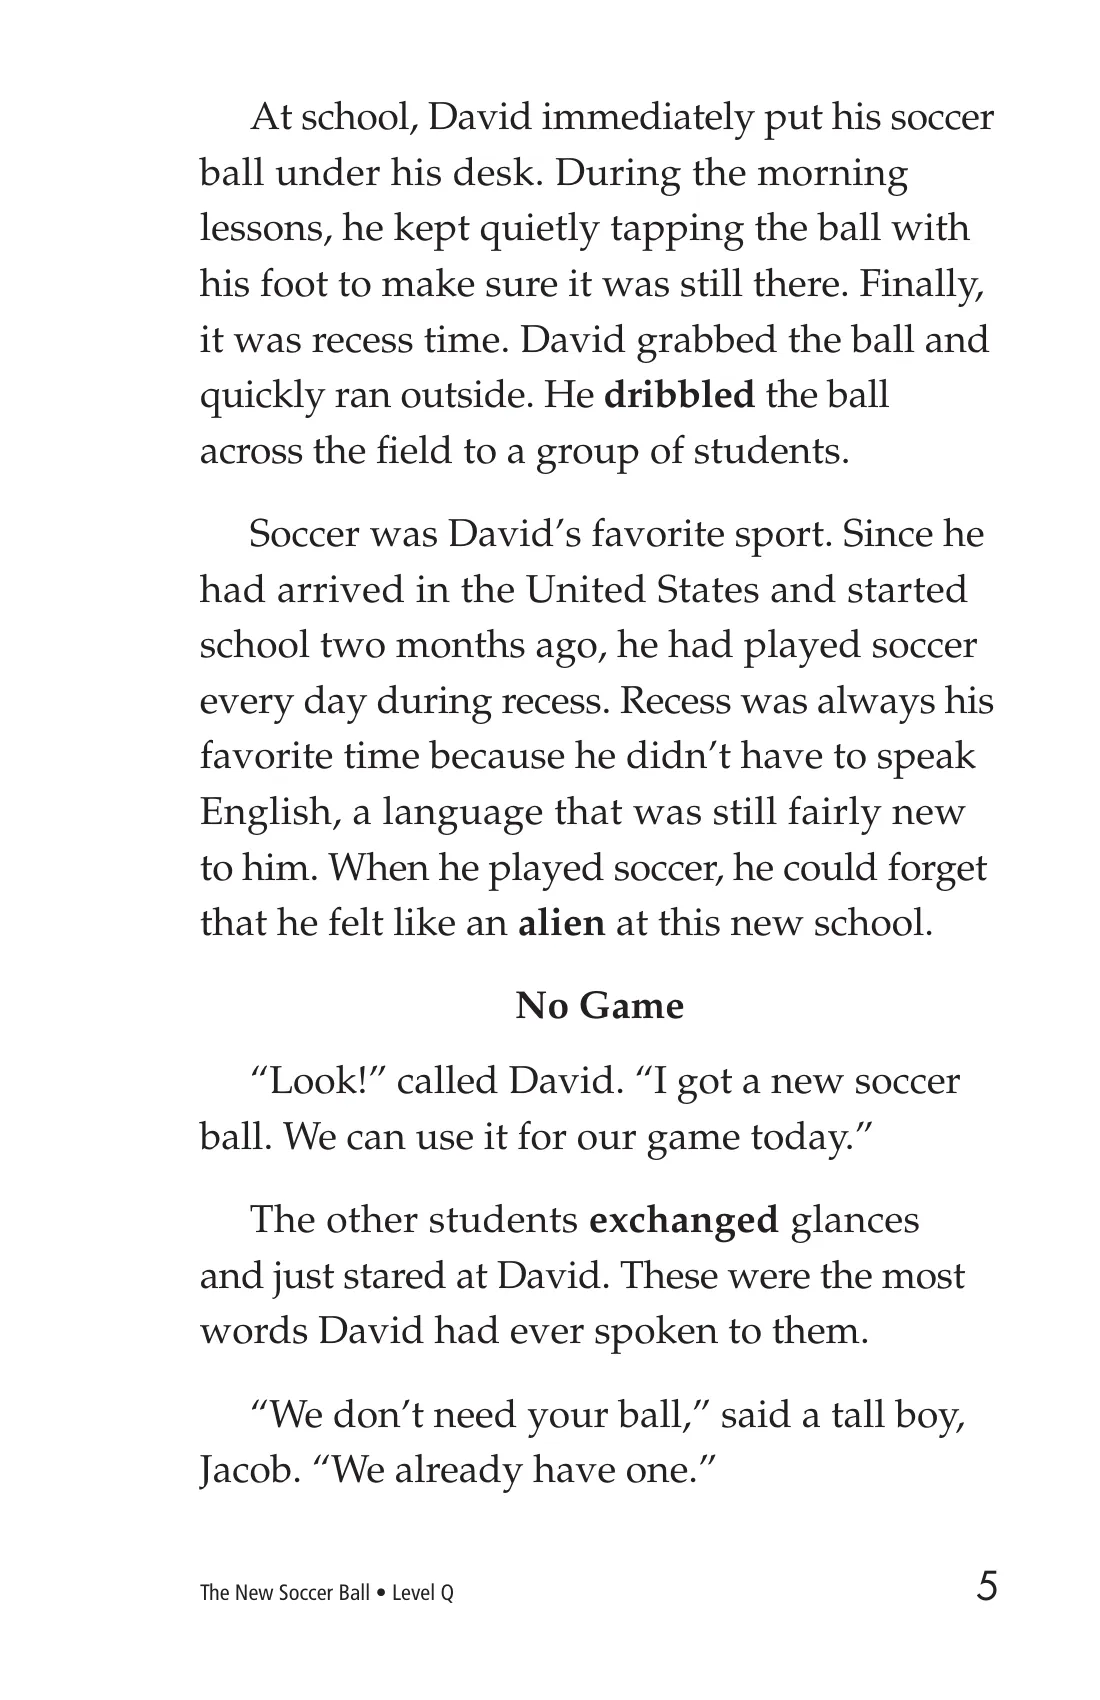 At school, David immediately put his soccer
ball under his desk. During the morning
lessons, he kept quietly tapping the ball with
his foot to make sure it was still there. Finally,
it was recess time. David grabbed the ball and
quickly ran outside. He dribbled the ball
across the field to a group of students.
Soccer was David’s favorite sport. Since he
had arrived in the United States and started
school two months ago, he had played soccer
every day during recess. Recess was always his
favorite time because he didn’t have to speak
English, a language that was still fairly new
to him. When he played soccer, he could forget
that he felt like an alien at this new school.
No Game
“Look!” called David. “I got a new soccer
ball. We can use it for our game today.”
The other students exchanged glances
and just stared at David. These were the most
words David had ever spoken to them.
“We don’t need your ball,” said a tall boy,
Jacob. “We already have one.”
The New Soccer Ball • Level Q
5